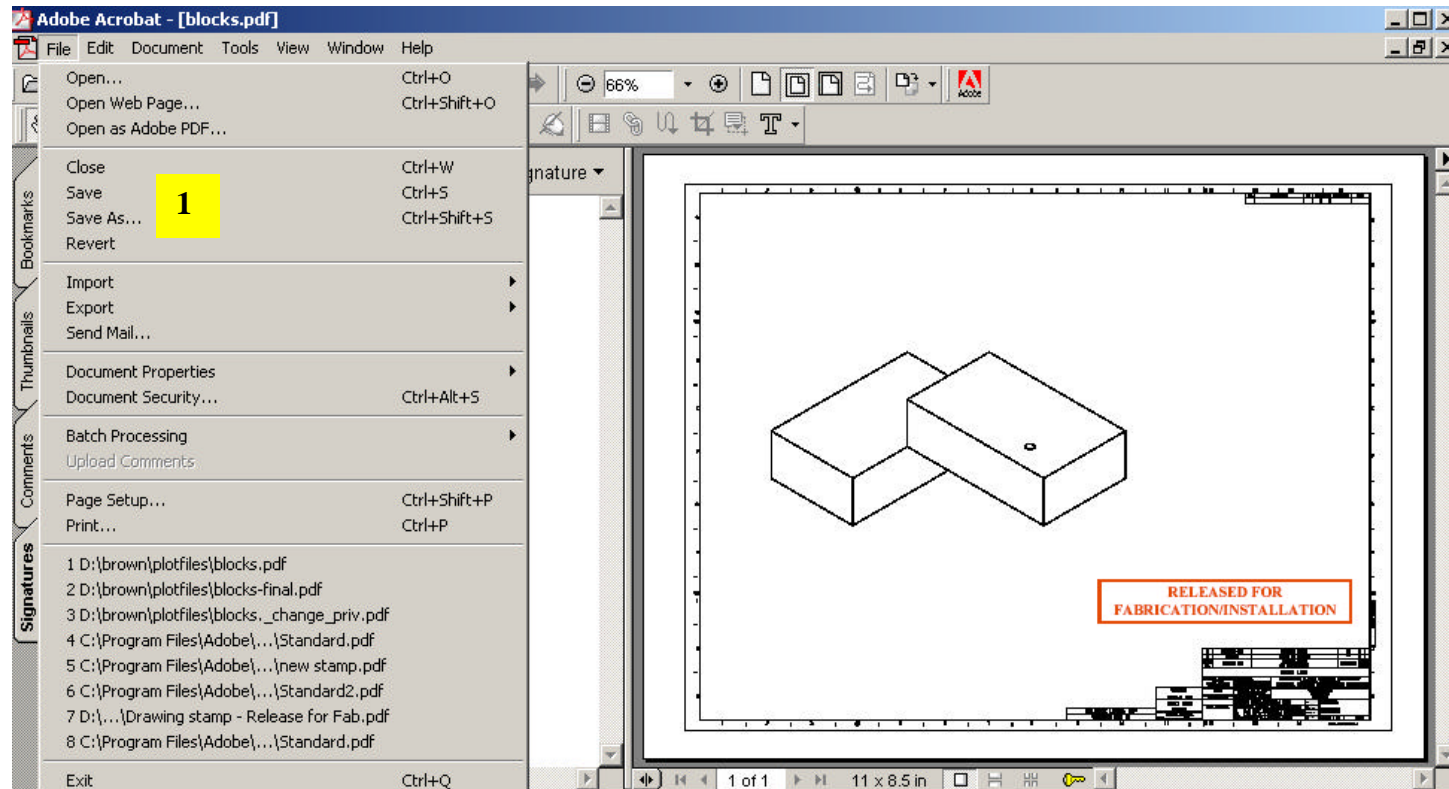 Adobe Acrobat - [blocks.pdf]
File Edit Document Tools View Window Help
66%
Adobe
Open... Ctrl+O
Open Web Page... Ctrl+Shift+O
Open as Adobe PDF...
Close Ctrl+W
Save Ctrl+S
Save As... Ctrl+Shift+S
Revert
1
Import
Export
Send Mail...
Document Properties
Document Security... Ctrl+Alt+S
Batch Processing
Upload Comments
Page Setup... Ctrl+Shift+P
Print... Ctrl+P
1 D:\brown\plotfiles\blocks.pdf
2 D:\brown\plotfiles\blocks-final.pdf
3 D:\brown\plotfiles\blocks._change_priv.pdf
4 C:\Program Files\Adobe\...\Standard.pdf
5 C:\Program Files\Adobe\...\new stamp.pdf
6 C:\Program Files\Adobe\...\Standard2.pdf
7 D:\...\Drawing stamp - Release for Fab.pdf
8 C:\Program Files\Adobe\...\Standard.pdf
Exit Ctrl+Q
Bookmarks
Thumbnails
Comments
Signatures
gnature
RELEASED FOR
FABRICATION/INSTALLATION
1 of 1 11 x 8.5 in